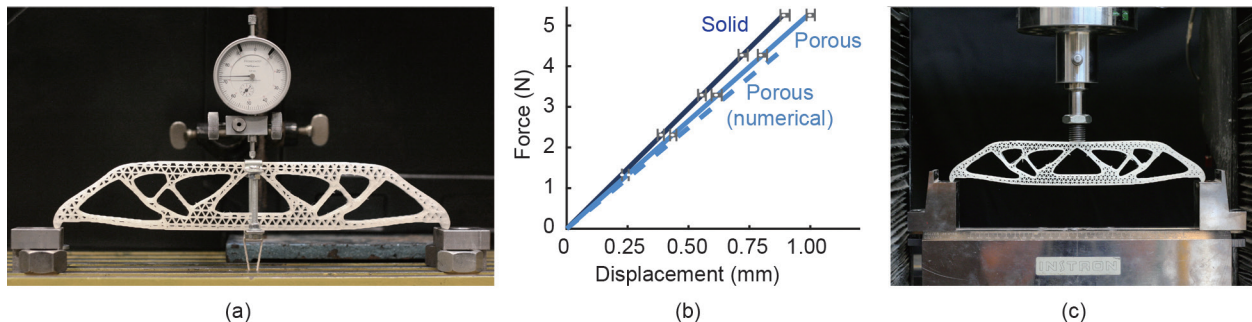 Solid
Porous
Porous
(numerical)
Force (N)
5
4
3
2
1
0
0
0.25
0.50
0.75
1.00
Displacement (mm)
INSTRON
(a)
(b)
(c)